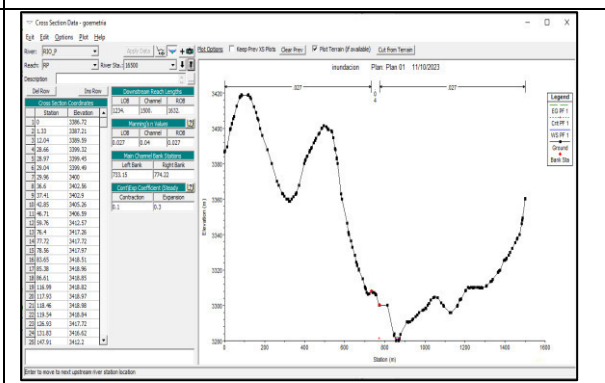 Cross Section Data - goemetria
Exit Edit Options Plot Help
River: RIO_P Apply Data
Plot Options Keep Prev XS Plots Clear Prev Plot Terrain (if available) Cut from Terrain
Reach: RP River Sta.: 16500
Description
Del Row Ins Row
Cross Section Coordinates
Station Elevation
1 0 3386.72
2 1.33 3387.21
3 12.04 3389.59
4 28.66 3399.32
5 28.97 3399.45
6 29.04 3399.49
7 29.96 3400
8 36.6 3402.56
9 37.41 3402.9
10 42.85 3405.26
11 46.71 3406.59
12 59.76 3412.57
13 76.4 3417.26
14 77.72 3417.72
15 78.56 3417.97
16 83.65 3418.51
17 85.38 3418.96
18 86.61 3418.85
19 116.99 3418.82
20 117.93 3418.97
21 118.46 3418.98
22 119.54 3418.84
23 126.93 3417.72
24 131.83 3416.62
25 147.91 3412.2
Downstream Reach Lengths
LOB Channel ROB
1234. 1500. 1632.
Manning's n Values
LOB Channel ROB
0.027 0.04 0.027
Main Channel Bank Stations
Left Bank Right Bank
733.15 774.22
Cont\Exp Coefficient (Steady)
Contraction Expansion
0.1 0.3
inundacion Plan: Plan 01 11/10/2023
.027 .027
0
4
Elevation (m)
3420
3400
3380
3360
3340
3320
3300
3280
0 200 400 600 800 1000 1200 1400 1600
Station (m)
Legend
EG PF 1
Crit PF 1
WS PF 1
Ground
Bank Sta
Enter to move to next upstream river station location